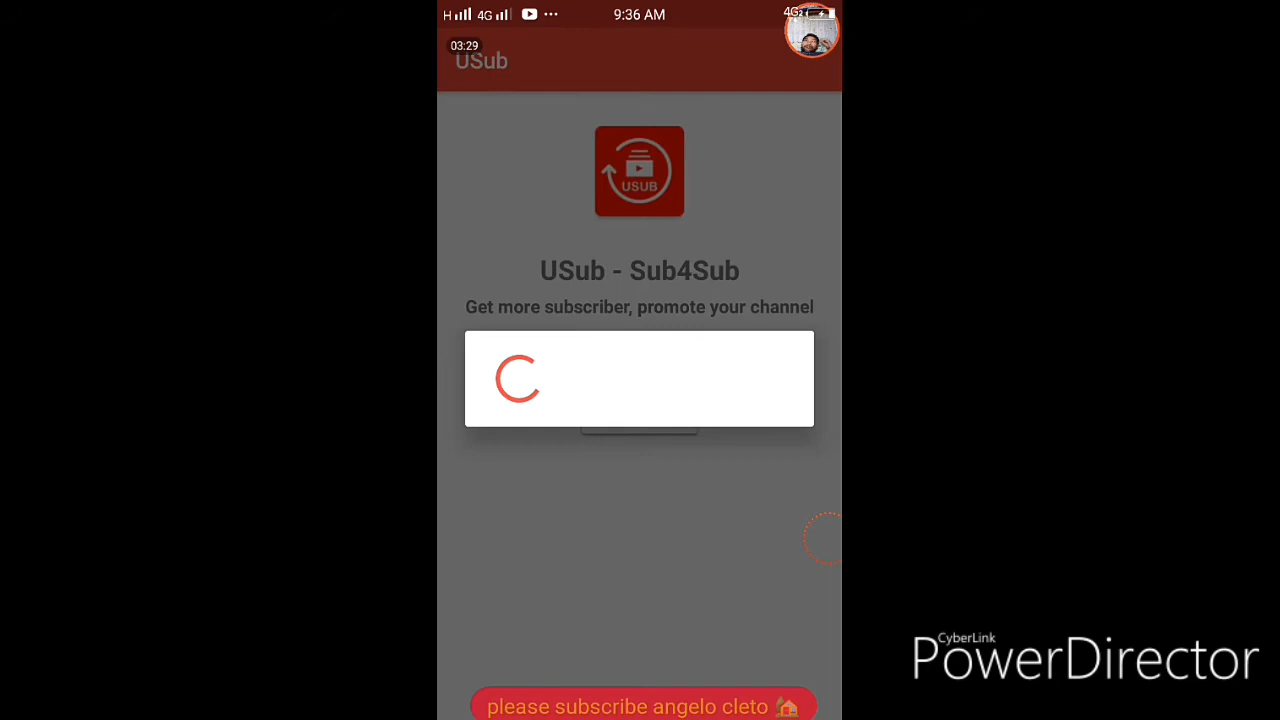 H 4G 9:36 AM 4G2
03:29
USub
USUB
USub - Sub4Sub
Get more subscriber, promote your channel
please subscribe angelo cleto
CyberLink
PowerDirector